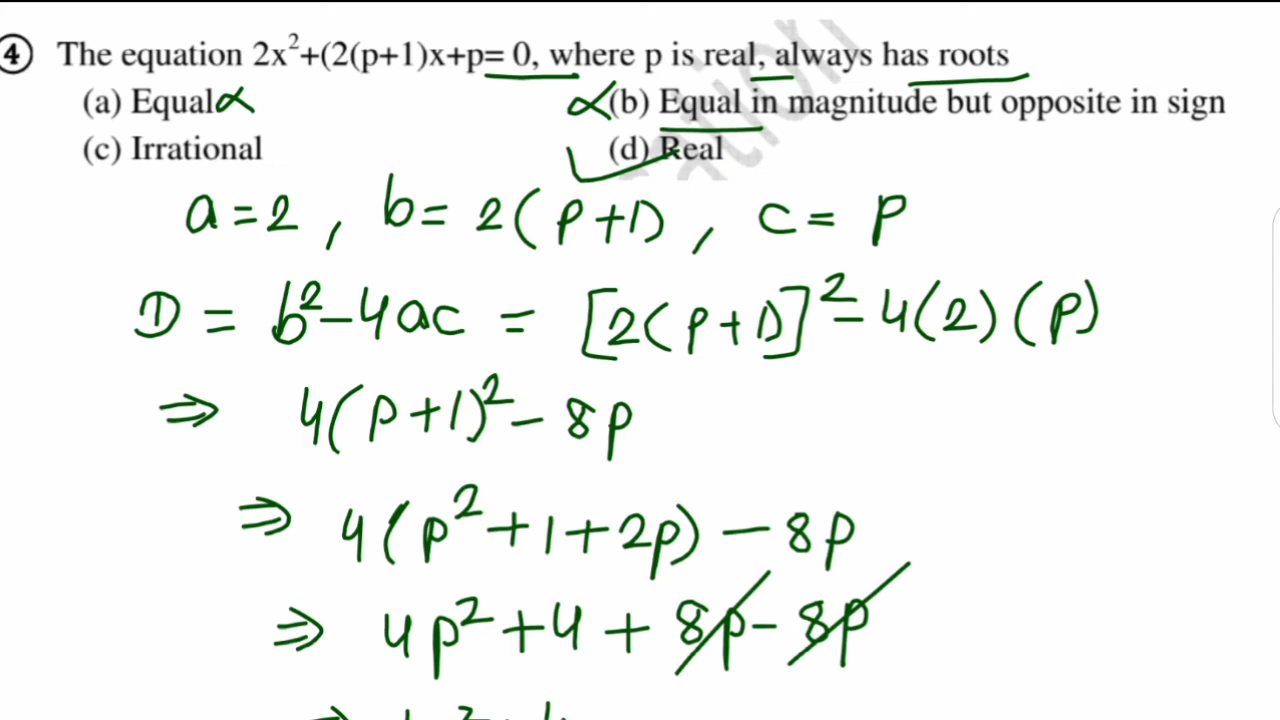 ④ The equation 2x²+(2(p+1)x+p= 0, where p is real, always has roots
(a) Equal
(b) Equal in magnitude but opposite in sign
(c) Irrational
(d) Real
a = 2 , b = 2(p+1) , c = p
D = b²-4ac = [2(p+1)]² - 4(2)(p)
⇒ 4(p+1)² - 8p
⇒ 4(p²+1+2p) - 8p
⇒ 4p²+4+8p-8p